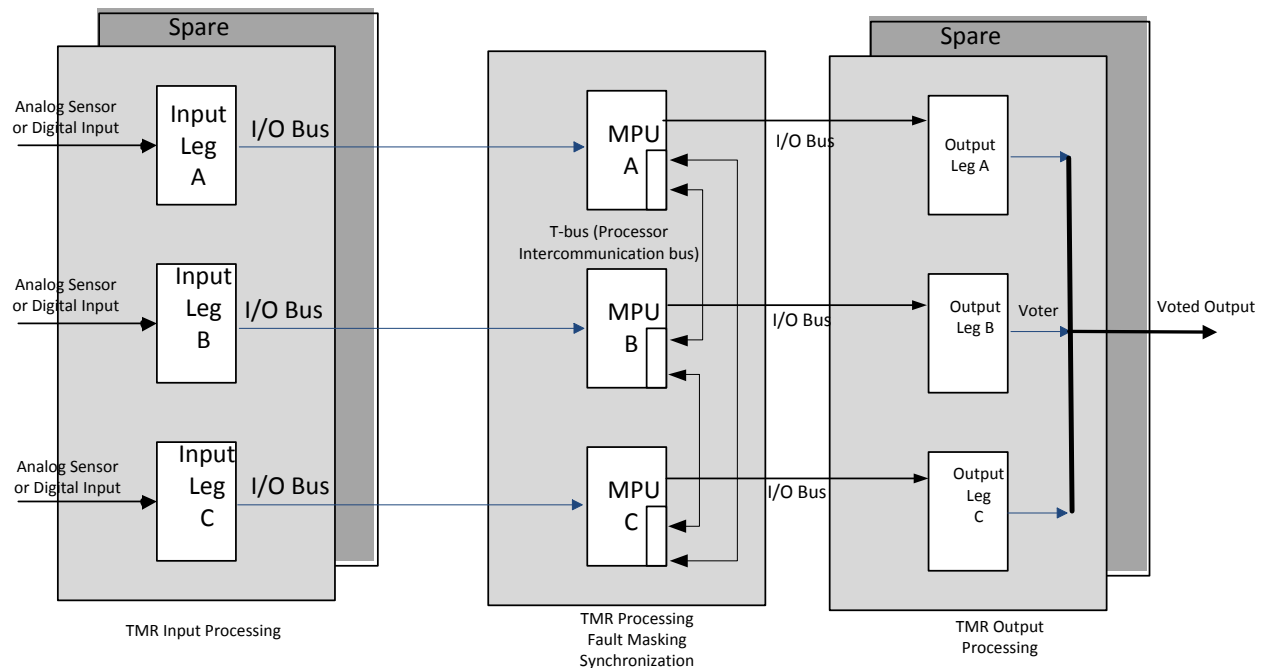 Spare
Analog Sensor
or Digital Input
Input
Leg
A
I/O Bus
Analog Sensor
or Digital Input
Input
Leg
B
I/O Bus
Analog Sensor
or Digital Input
Input
Leg
C
I/O Bus
TMR Input Processing
MPU
A
T-bus (Processor
Intercommunication bus)
MPU
B
MPU
C
TMR Processing
Fault Masking
Synchronization
I/O Bus
I/O Bus
I/O Bus
Spare
Output
Leg A
Output
Leg B
Voter
Output
Leg
C
Voted Output
TMR Output
Processing